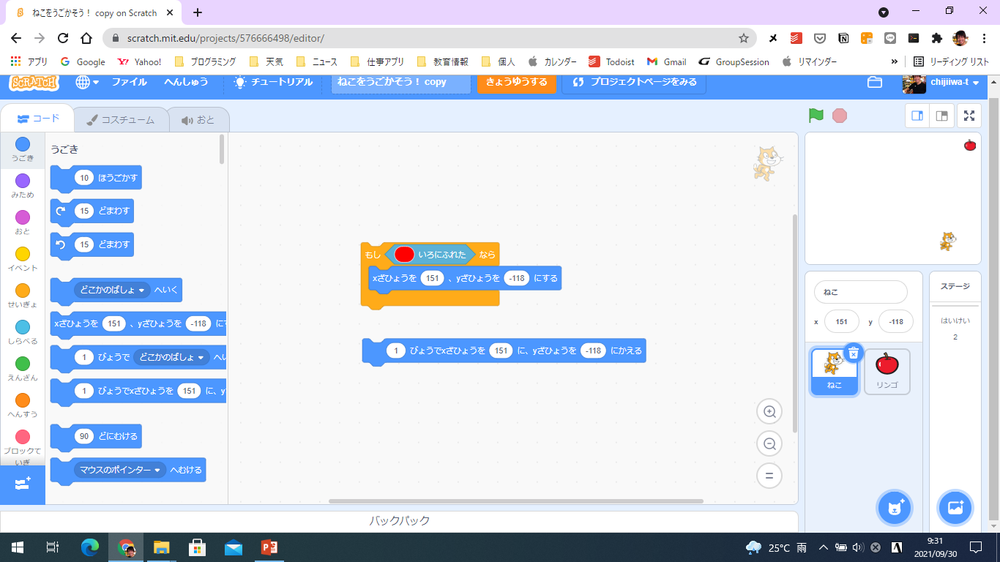 ねこをうごかそう！ copy on Scratch
scratch.mit.edu/projects/576666498/editor/
アプリ Google Yahoo! プログラミング 天気 ニュース 仕事アプリ 教育情報 個人 カレンダー Todoist Gmail GroupSession リマインダー » リーディング リスト
SCRATCH ファイル へんしゅう チュートリアル ねこをうごかそう！ copy きょうゆうする プロジェクトページをみる chijiiwa-t
コード コスチューム おと
うごき
みため
おと
イベント
せいぎょ
しらべる
えんざん
へんすう
ブロックて
いぎ
うごき
10 ほうごかす
15 どまわす
15 どまわす
どこかのばしょ へいく
xざひょうを 151 、yざひょうを -118 にす
1 びょうで どこかのばしょ へい
1 びょうでxざひょうを 151 に、y
90 どにむける
マウスのポインター へむける
もし いろにふれた なら
xざひょうを 151 、yざひょうを -118 にする
1 びょうでxざひょうを 151 に、yざひょうを -118 にかえる
バックパック
ねこ
x 151 y -118
ねこ リンゴ
ステージ
はいけい
2
25°C 雨
A
9:31
2021/09/30